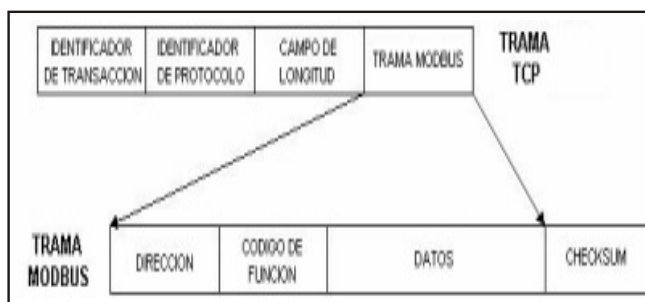 IDENTIFICADOR DE TRANSACCION
IDENTIFICADOR DE PROTOCOLO
CAMPO DE LONGITUD
TRAMA MODBUS
TRAMA TCP
TRAMA MODBUS
DIRECCION
CODIGO DE FUNCION
DATOS
CHECKSUM